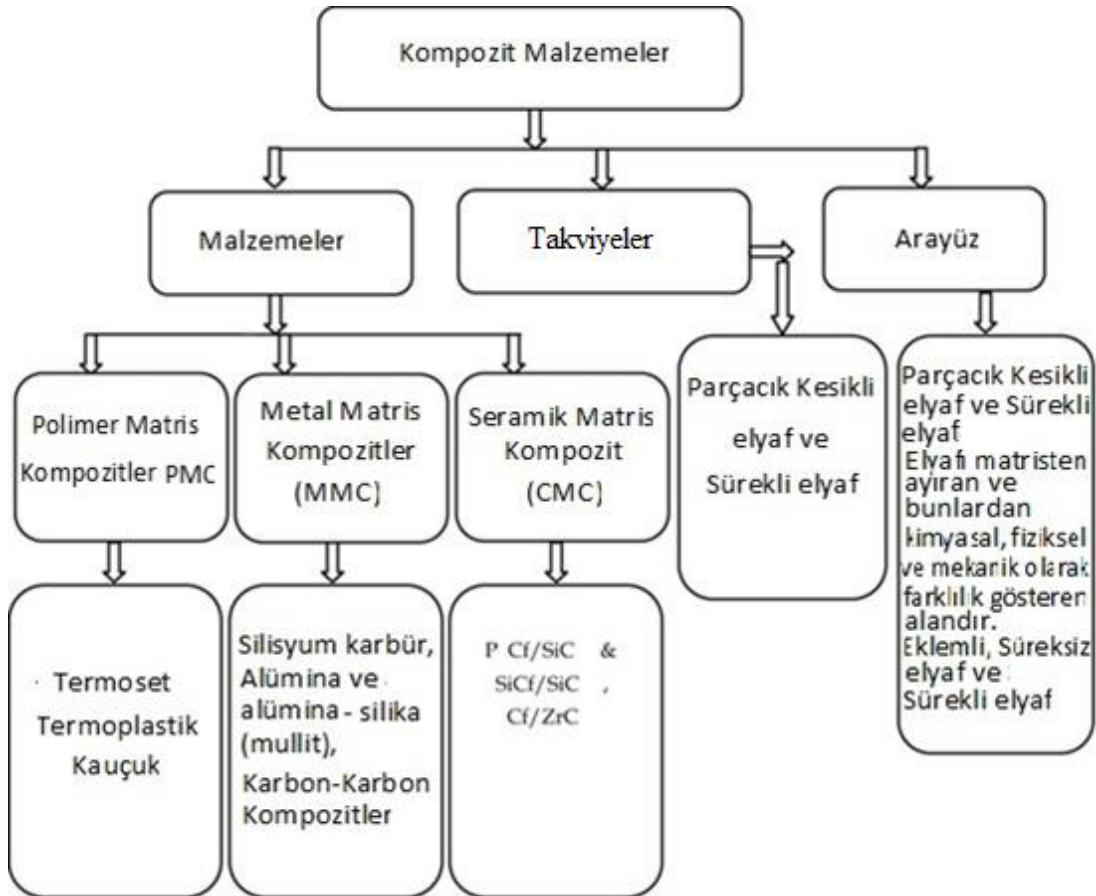 Kompozit Malzemeler
Malzemeler
Takviyeler
Arayüz
Polimer Matris
Kompozitler PMC
Metal Matris
Kompozitler
(MMC)
Seramik Matris
Kompozit
(CMC)
Parçacık Kesikli
elyaf ve
Sürekli elyaf
Parçacık Kesikli
elyaf ve Sürekli
elyaf
Elyafı matristen
ayıran ve
bunlardan
kimyasal, fiziksel
ve mekanik olarak
farklılık gösteren
alandır.
Eklemli, Süreksiz
elyaf ve
Sürekli elyaf
Termoset
Termoplastik
Kauçuk
Silisyum karbür,
Alümina ve
alümina - silika
(mullit),
Karbon-Karbon
Kompozitler
P Cf/SiC &
SiCf/SiC ,
Cf/ZrC